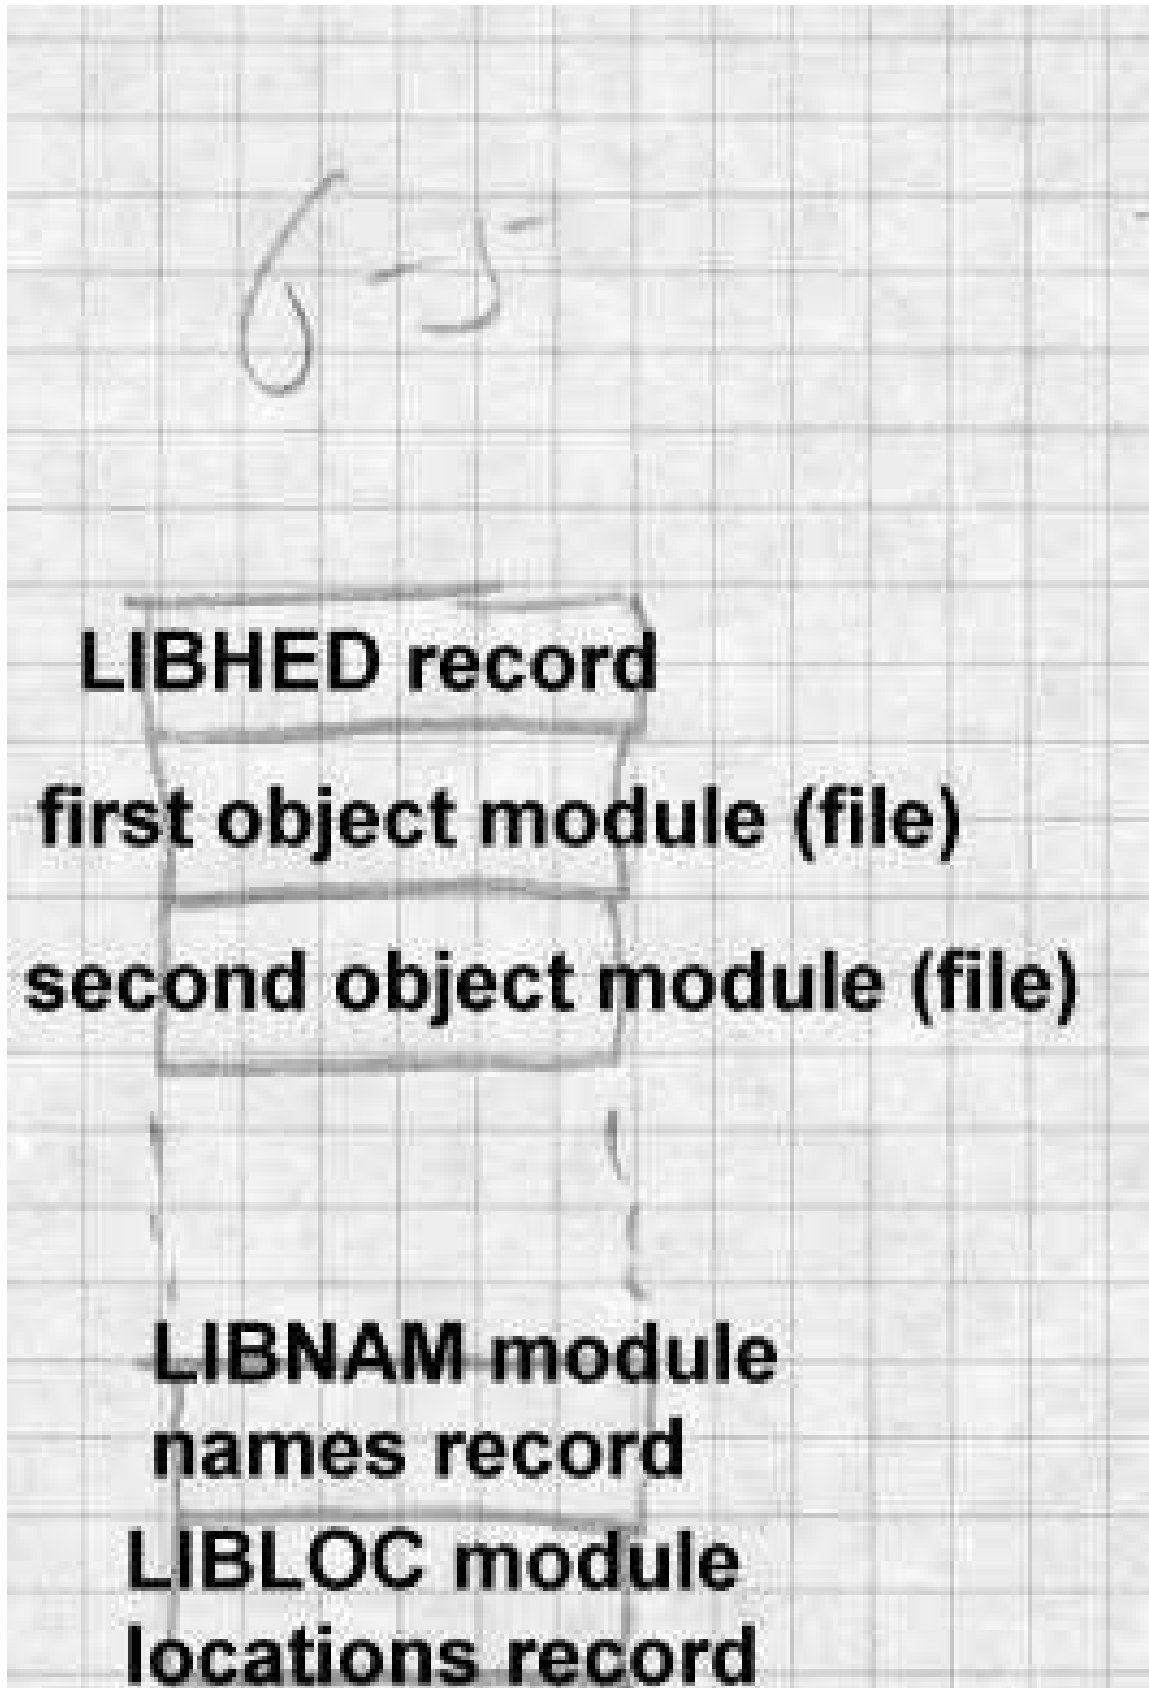 6-5
LIBHED record
first object module (file)
second object module (file)
LIBNAM module
names record
LIBLOC module
locations record